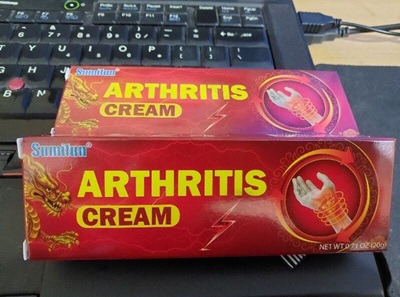 Sumifun®
ARTHRITIS
CREAM
Sumifun®
ARTHRITIS
CREAM
NET WT 0.71 OZ (20g)